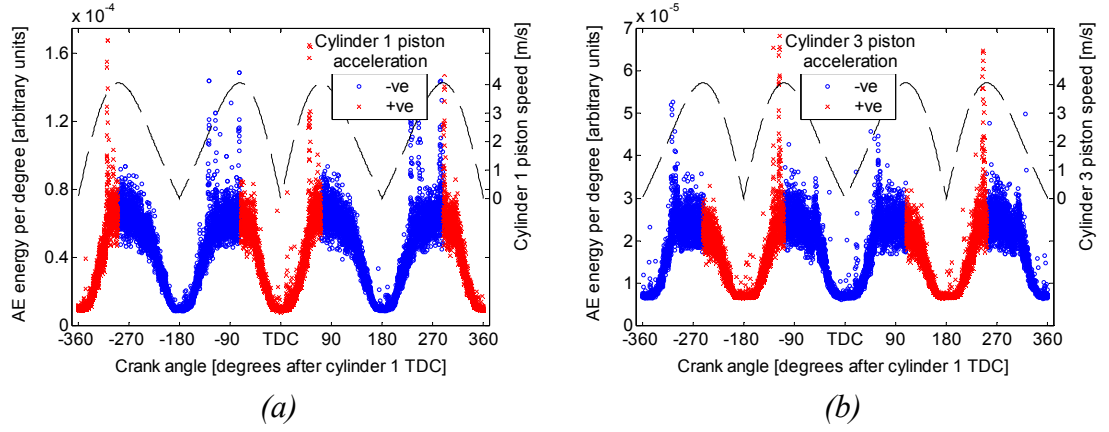 x 10⁻⁴
1.6
1.2
0.8
0.4
0
AE energy per degree [arbitrary units]
Cylinder 1 piston
acceleration
-ve
+ve
4
3
2
1
0
Cylinder 1 piston speed [m/s]
-360 -270 -180 -90 TDC 90 180 270 360
Crank angle [degrees after cylinder 1 TDC]
(a)
x 10⁻⁵
7
6
5
4
3
2
1
0
AE energy per degree [arbitrary units]
Cylinder 3 piston
acceleration
-ve
+ve
4
3
2
1
0
Cylinder 3 piston speed [m/s]
-360 -270 -180 -90 TDC 90 180 270 360
Crank angle [degrees after cylinder 1 TDC]
(b)